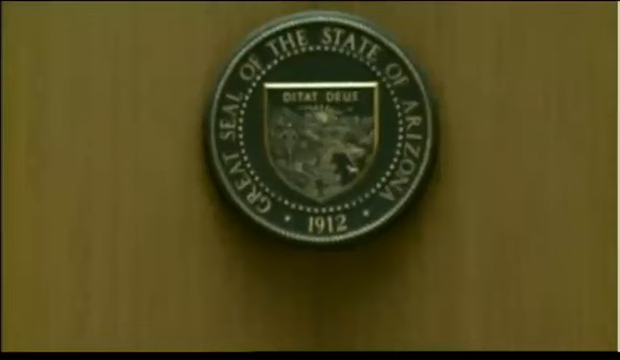 GREAT SEAL OF THE STATE OF ARIZONA
DITAT DEUS
1912